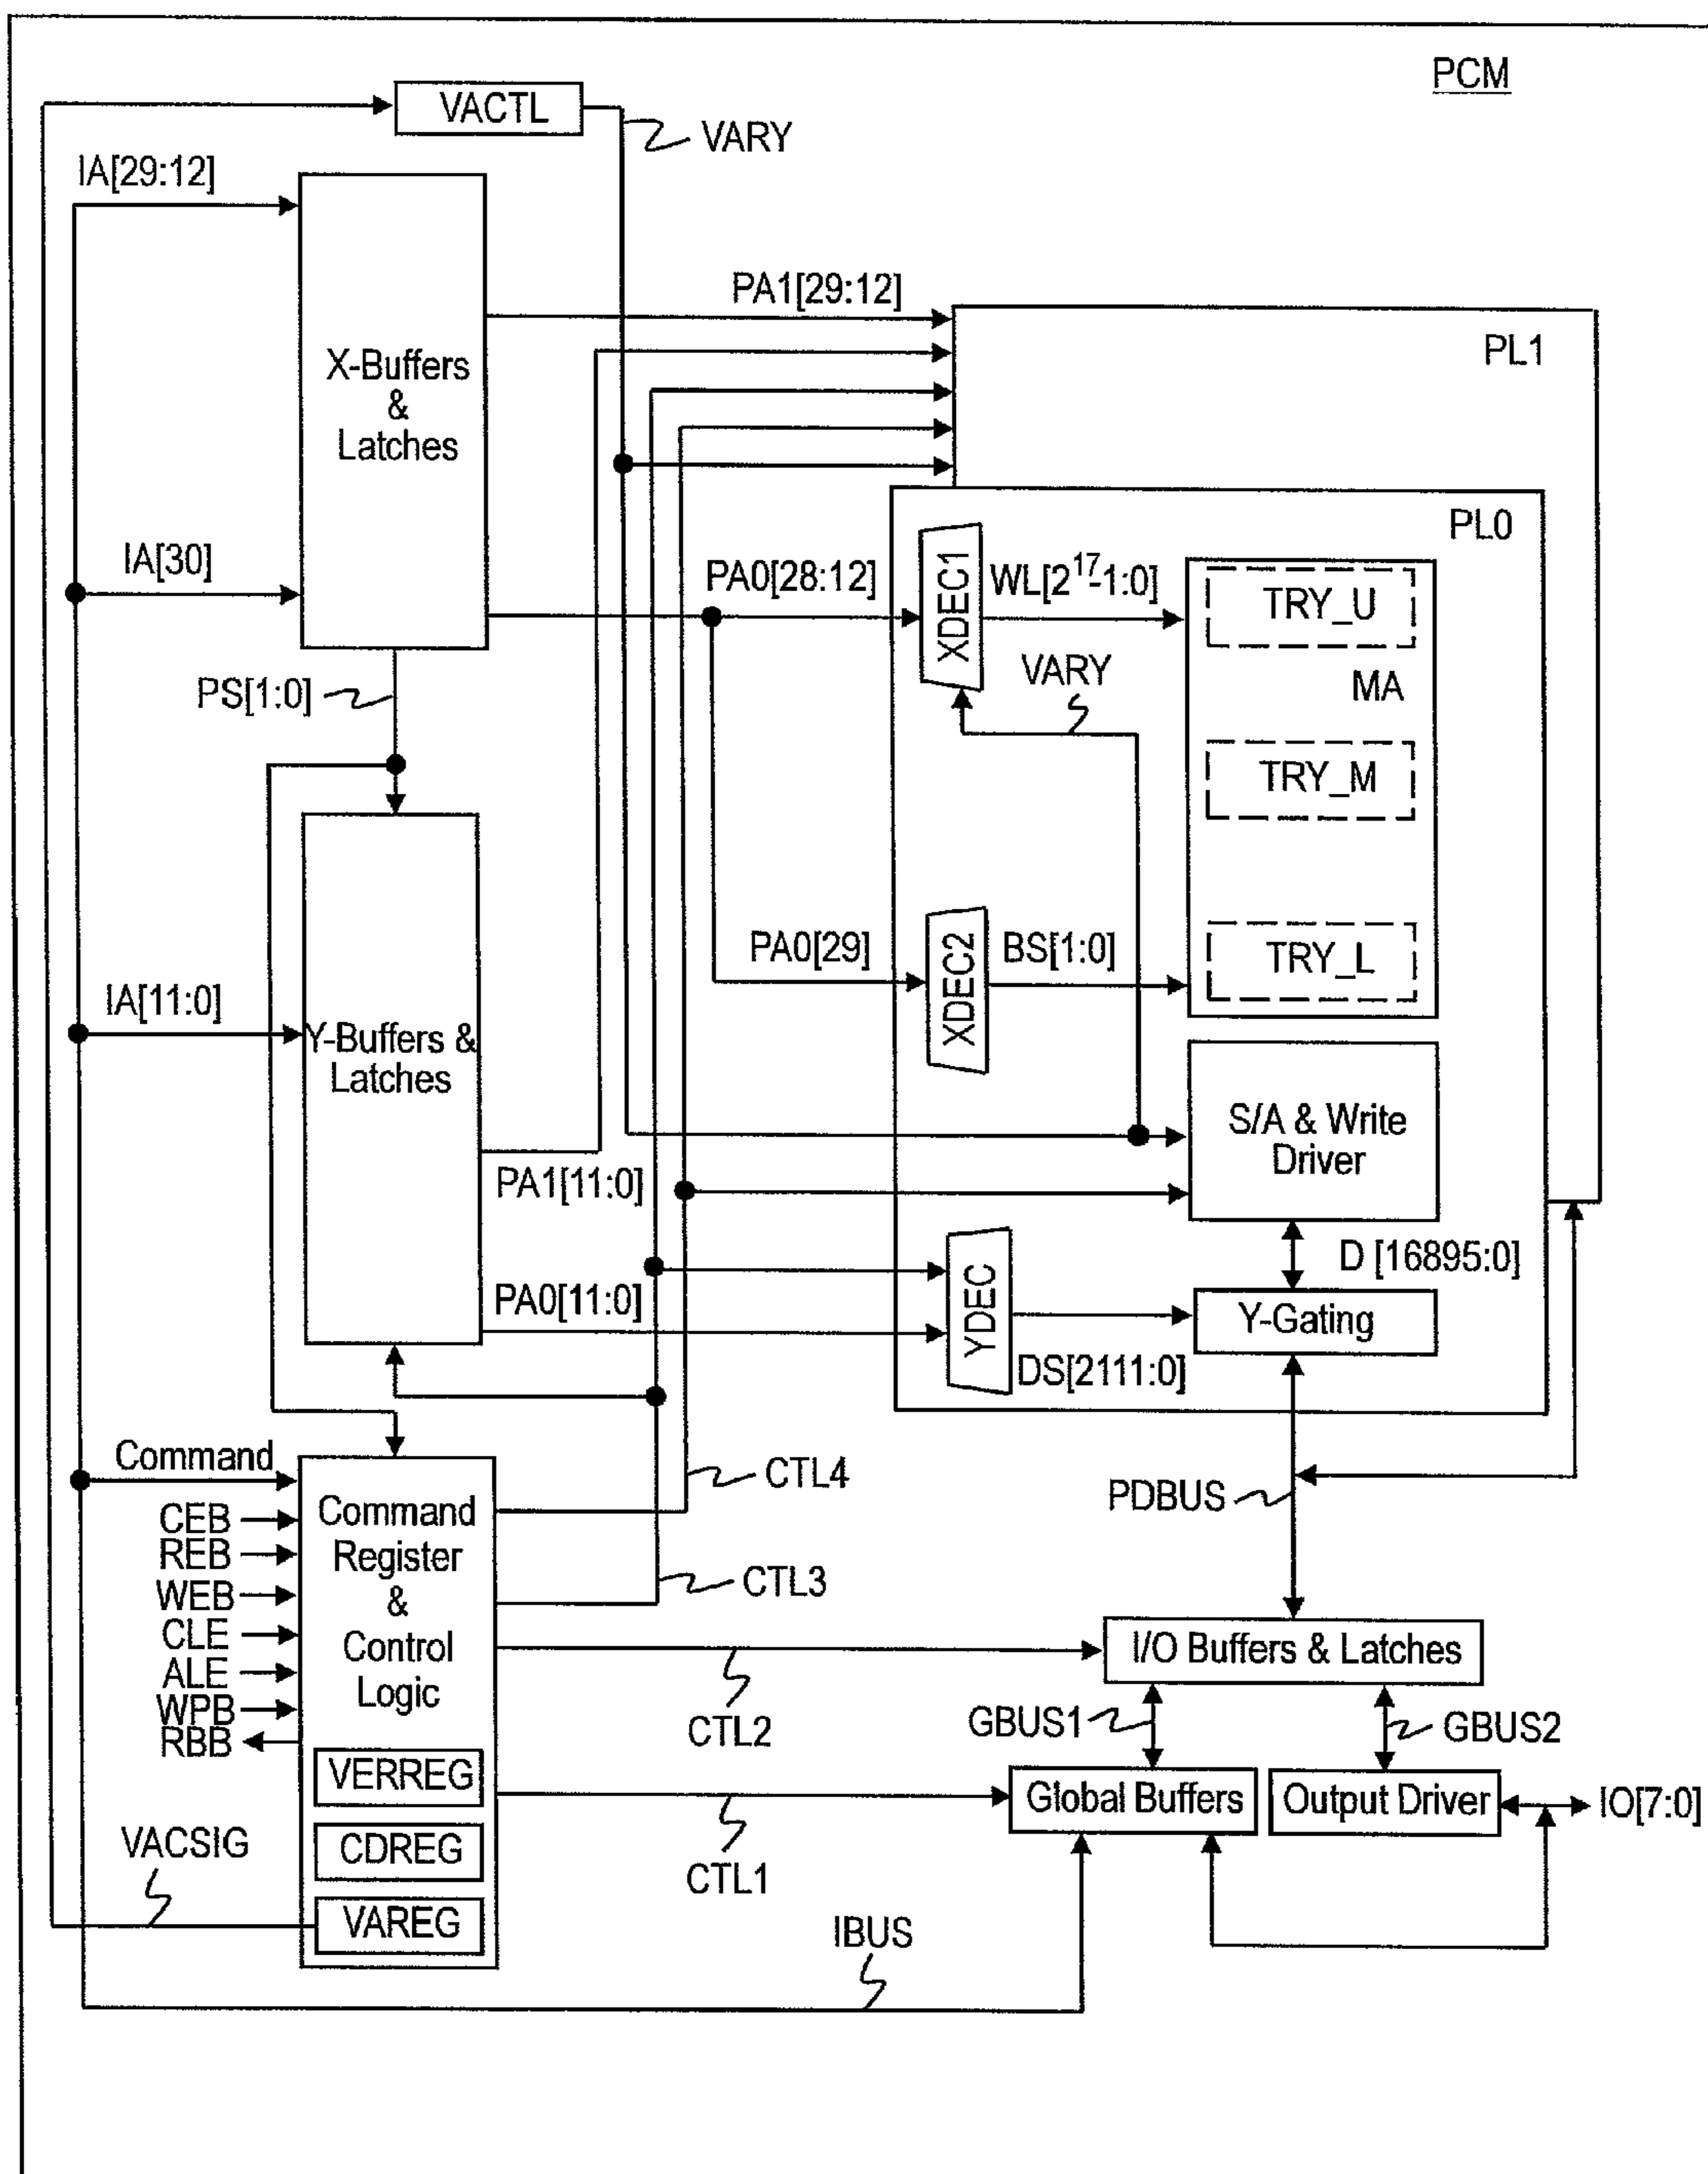 PCM
VACTL
VARY
IA[29:12]
X-Buffers
&
Latches
PA1[29:12]
PL1
IA[30]
PS[1:0]
PA0[28:12]
XDEC1
WL[2^17-1:0]
PL0
TRY_U
MA
VARY
TRY_M
PA0[29]
XDEC2
BS[1:0]
TRY_L
IA[11:0]
Y-Buffers &
Latches
PA1[11:0]
S/A & Write
Driver
D [16895:0]
PA0[11:0]
YDEC
DS[2111:0]
Y-Gating
Command
CEB
REB
WEB
CLE
ALE
WPB
RBB
Command
Register
&
Control
Logic
VERREG
CDREG
VAREG
VACSIG
CTL4
CTL3
CTL2
CTL1
PDBUS
I/O Buffers & Latches
GBUS1
GBUS2
Global Buffers
Output Driver
IO[7:0]
IBUS